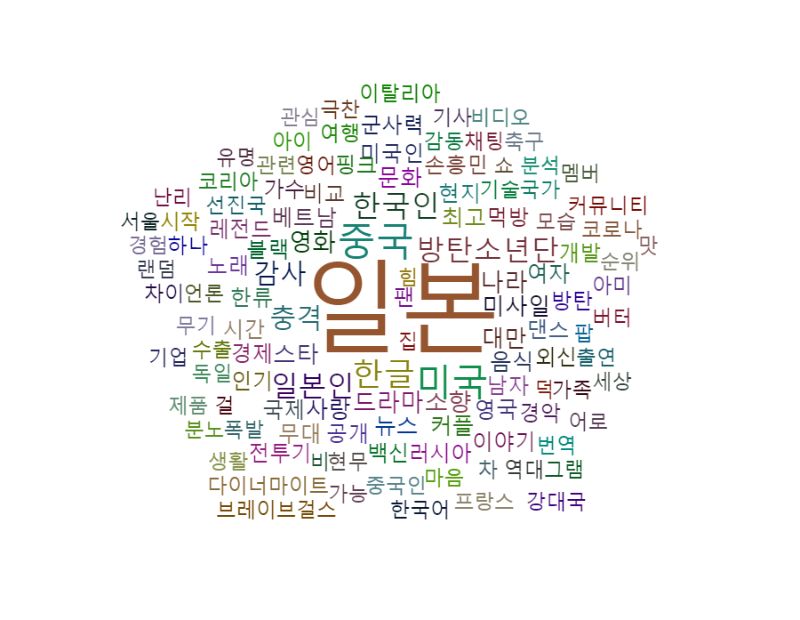 이탈리아
관심 극찬 기사 비디오
아이 여행 군사력 감동 채팅 축구
유명 관련 영어 핑크 미국인 손흥민 쇼 분석 멤버
코리아 가수 비교 문화 현지 기술 국가
난리 선진국 베트남 한국인 최고 먹방 모습 커뮤니티
서울 시작 레전드 코로나
경험 하나 블랙 영화 중국 방탄소년단 개발 순위 맛
랜덤 노래 감사 힘 나라 여자
차이 언론 한류 팬 미사일 방탄 아미
일본
무기 시간 충격 집 대만 댄스 팝 버터
기업 수출 경제 스타 음식 외신 출연
독일 인기 일본인 한글 미국 남자 떡 가족 세상
제품 걸 국제 사랑 드라마 소향 영국 경악 어로
분노 폭발 무대 공개 뉴스 커플 이야기 번역
생활 전투기 비 현무 백신 러시아 차 역대 그램
다이너마이트 가능 중국인 마음
브레이브걸스 한국어 프랑스 강대국